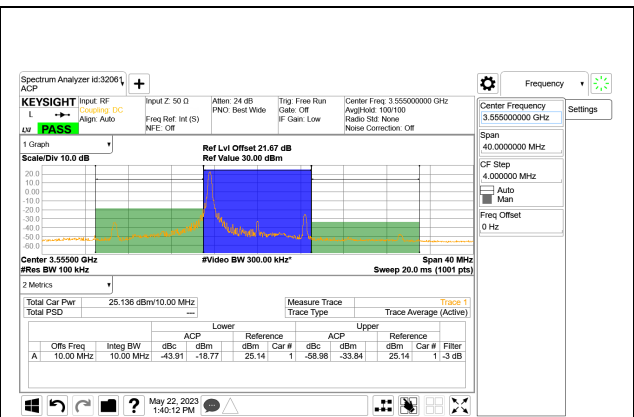 Spectrum Analyzer id:32061
ACP
Frequency
KEYSIGHT
Input: RF
Coupling: DC
Align: Auto
Input Z: 50 Ω
Freq Ref: Int (S)
NFE: Off
Atten: 24 dB
PNO: Best Wide
Trig: Free Run
Gate: Off
IF Gain: Low
Center Freq: 3.555000000 GHz
Avg|Hold: 100/100
Radio Std: None
Noise Correction: Off
L
LXI
PASS
Center Frequency
3.555000000 GHz
Settings
Span
40.0000000 MHz
CF Step
4.000000 MHz
Auto
Man
Freq Offset
0 Hz
1 Graph
Scale/Div 10.0 dB
Ref Lvl Offset 21.67 dB
Ref Value 30.00 dBm
20.0
10.0
0.00
-10.0
-20.0
-30.0
-40.0
-50.0
-60.0
Center 3.55500 GHz
#Video BW 300.00 kHz*
Span 40 MHz
#Res BW 100 kHz
Sweep 20.0 ms (1001 pts)
2 Metrics
Total Car Pwr 25.136 dBm/10.00 MHz
Total PSD ---
Measure Trace Trace 1
Trace Type Trace Average (Active)
Lower Upper
ACP Reference ACP Reference
Offs Freq Integ BW dBc dBm dBm Car # dBc dBm dBm Car # Filter
A 10.00 MHz 10.00 MHz -43.91 -18.77 25.14 1 -58.98 -33.84 25.14 1 -3 dB
May 22, 2023
1:40:12 PM